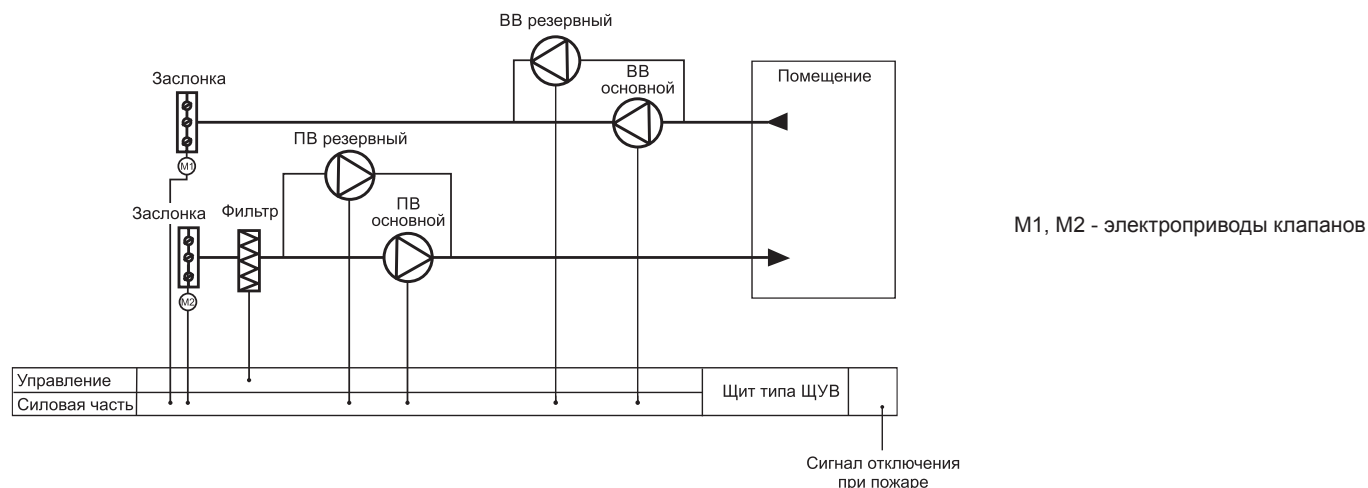 ВВ резервный
ВВ
основной
Помещение
Заслонка
ПВ резервный
М1
Заслонка
Фильтр
ПВ
основной
М1, М2 - электроприводы клапанов
М2
Управление
Силовая часть
Щит типа ЩУВ
Сигнал отключения
при пожаре